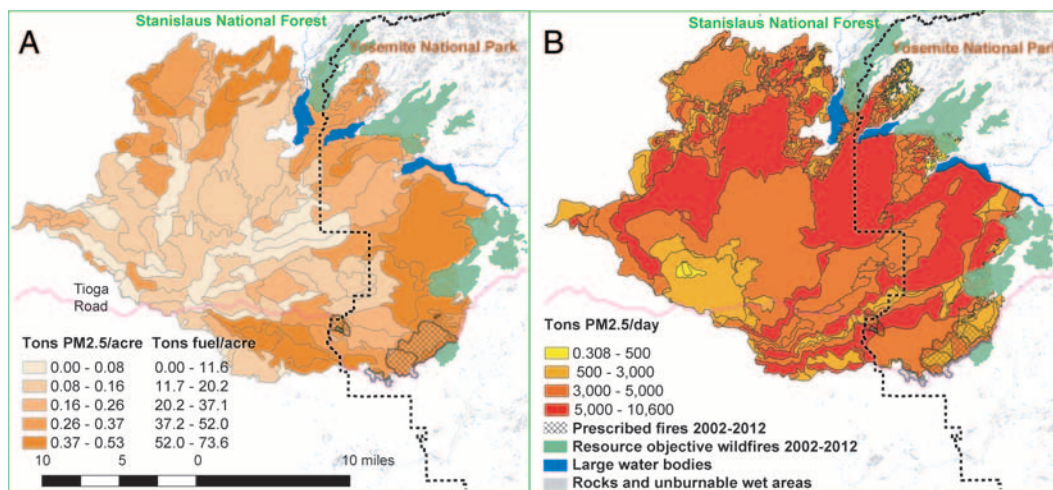 Stanislaus National Forest
A
Yosemite National Park
Tioga
Road
Tons PM2.5/acre Tons fuel/acre
0.00 - 0.08 0.00 - 11.6
0.08 - 0.16 11.7 - 20.2
0.16 - 0.26 20.2 - 37.1
0.26 - 0.37 37.2 - 52.0
0.37 - 0.53 52.0 - 73.6
10 5 0 10 miles
Stanislaus National Forest
B
Yosemite National Park
Tons PM2.5/day
0.308 - 500
500 - 3,000
3,000 - 5,000
5,000 - 10,600
Prescribed fires 2002-2012
Resource objective wildfires 2002-2012
Large water bodies
Rocks and unburnable wet areas